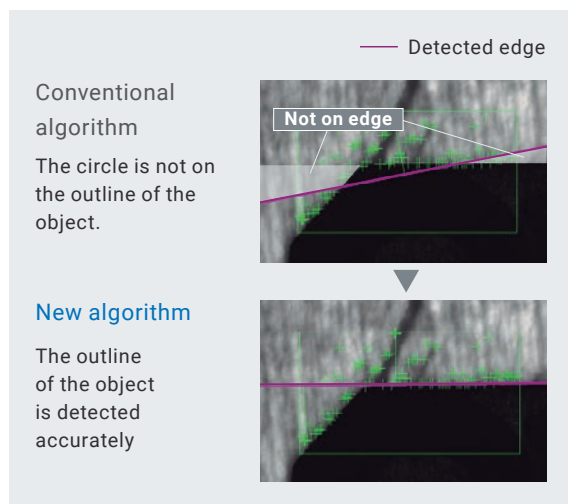 Detected edge
Conventional
algorithm
Not on edge
The circle is not on
the outline of the
object.
New algorithm
The outline
of the object
is detected
accurately